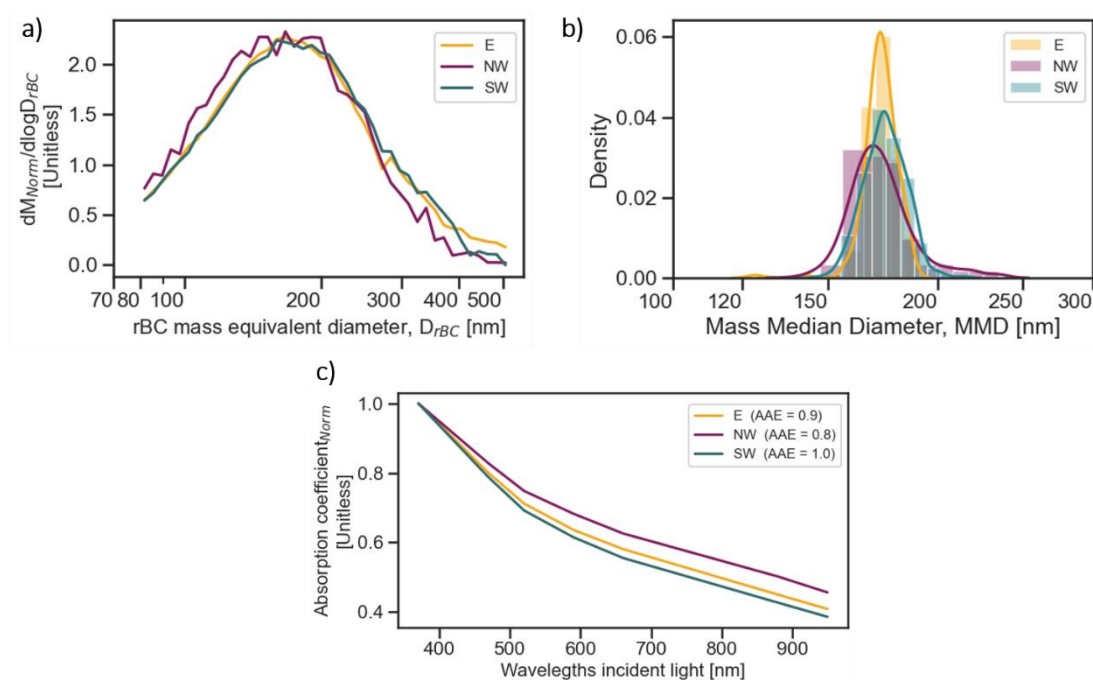 a)
dM_Norm/dlogD_rBC
[Unitless]
2.0
1.5
1.0
0.5
0.0
E
NW
SW
70 80 100 200 300 400 500
rBC mass equivalent diameter, D_rBC [nm]
b)
Density
0.06
0.04
0.02
0.00
E
NW
SW
100 120 150 200 250 300
Mass Median Diameter, MMD [nm]
c)
Absorption coefficient_Norm
[Unitless]
1.0
0.8
0.6
0.4
E (AAE = 0.9)
NW (AAE = 0.8)
SW (AAE = 1.0)
400 500 600 700 800 900
Wavelegths incident light [nm]